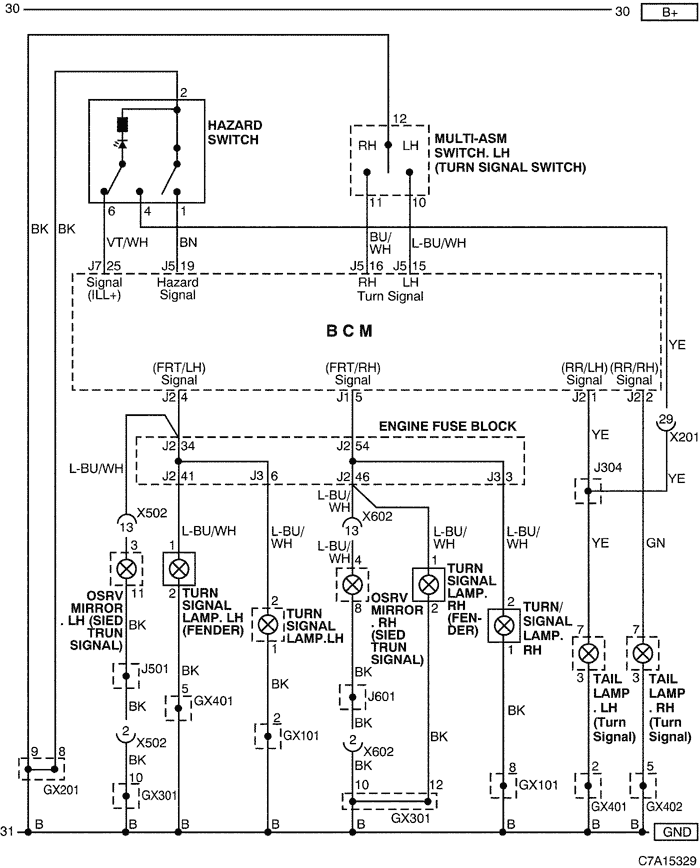 30
30 B+
2
12
HAZARD
SWITCH
RH LH
MULTI-ASM
SWITCH. LH
(TURN SIGNAL SWITCH)
6 4 1
11 10
BK BK
VT/WH BN
BU/
WH
L-BU/WH
J7 25 J5 19 J5 16 J5 15
Signal
(ILL+)
Hazard
Signal
RH LH
Turn Signal
BCM
YE
(FRT/LH)
Signal
(FRT/RH)
Signal
(RR/LH)
Signal
(RR/RH)
Signal
J2 4 J1 5 J2 1 J2 2
29
X201
ENGINE FUSE BLOCK
YE
J2 34 J2 54
L-BU/WH
J2 41 J3 6 J2 46 J3 3
J304
YE
X502
13
L-BU/WH
L-BU/
WH
L-BU/
WH
X602
13
L-BU/
WH
L-BU/
WH
L-BU/
WH
YE GN
3 1 4 1
11 2 8 2
OSRV
MIRROR
. LH (SIED
TRUN
SIGNAL)
TURN
SIGNAL
LAMP. LH
(FENDER)
2
TURN
SIGNAL
LAMP.LH
1
OSRV
MIRROR
. RH
(SIED
TRUN
SIGNAL)
TURN
SIGNAL
LAMP.
RH
(FEN-
DER)
2
TURN/
SIGNAL
LAMP.
RH
1
7 7
3 3
TAIL
LAMP
. LH
(Turn
Signal)
TAIL
LAMP
. RH
(Turn
Signal)
BK
J501
BK
BK
5
GX401
BK
2
GX101
BK
J601
BK
BK
BK
2
X502
BK
2
X602
BK
9 8
GX201
10
GX301
10 12
GX301
8
GX101
2
GX401
5
GX402
31 B B B B B B B B GND
C7A15329